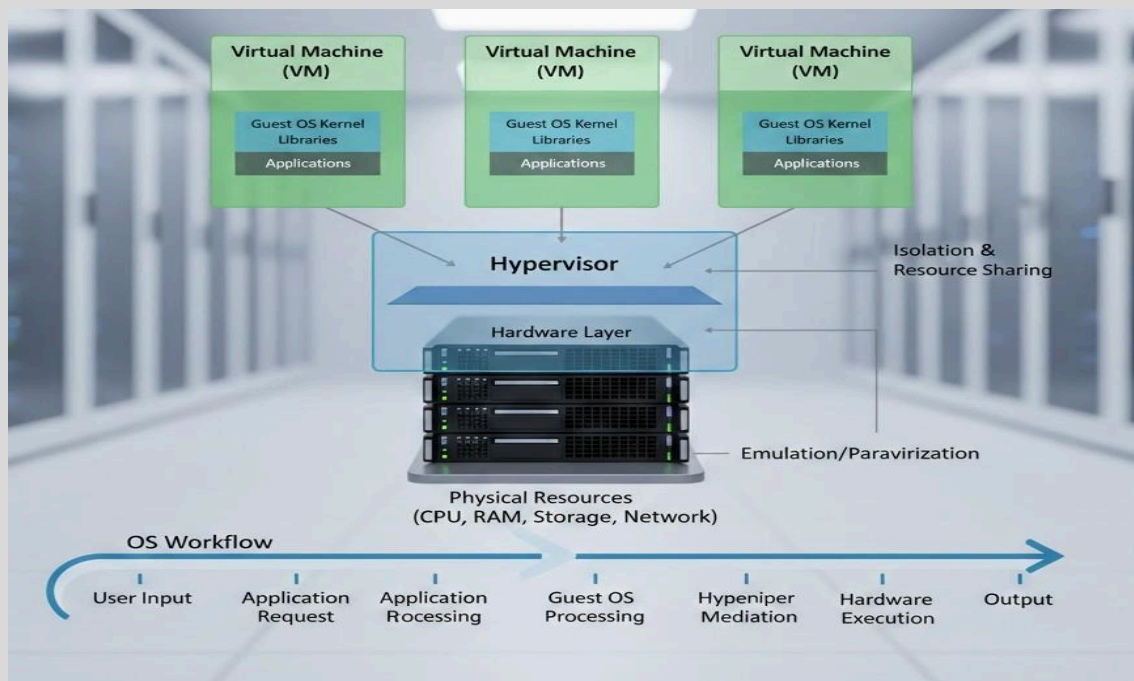 Virtual Machine
(VM)
Guest OS Kernel
Libraries
Applications
Virtual Machine
(VM)
Guest OS Kernel
Libraries
Applications
Virtual Machine
(VM)
Guest OS Kernel
Libraries
Applications
Hypervisor
Isolation &
Resource Sharing
Hardware Layer
Emulation/Paravirization
Physical Resources
(CPU, RAM, Storage, Network)
OS Workflow
User Input
Application
Request
Application
Rocessing
Guest OS
Processing
Hypeniper
Mediation
Hardware
Execution
Output